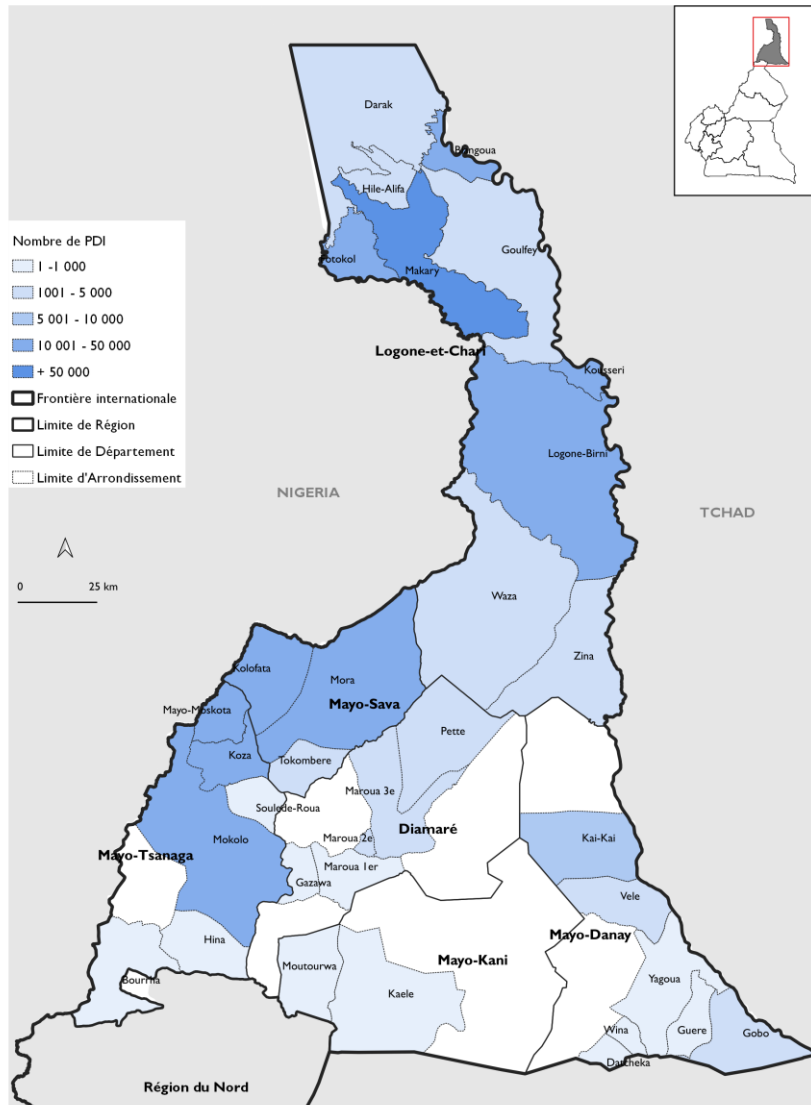 Darak
Bongoua
Hile-Alifa
Goulfey
Fotokol
Makary
Logone-et-Chari
Kousseri
Logone-Birni
Nombre de PDI
1 -1 000
1001 - 5 000
5 001 - 10 000
10 001 - 50 000
+ 50 000
Frontière internationale
Limite de Région
Limite de Département
Limite d'Arrondissement
NIGERIA
TCHAD
0 25 km
Waza
Zina
Kolofata
Mora
Mayo-Sava
Mayo-Moskota
Koza
Tokombere
Pette
Maroua 3e
Soulede-Roua
Diamaré
Mokolo
Maroua 2e
Kai-Kai
Mayo-Tsanaga
Maroua 1er
Gazawa
Vele
Hina
Mayo-Danay
Moutourwa
Mayo-Kani
Bourrha
Kaele
Yagoua
Wina
Guere
Gobo
Datcheka
Région du Nord